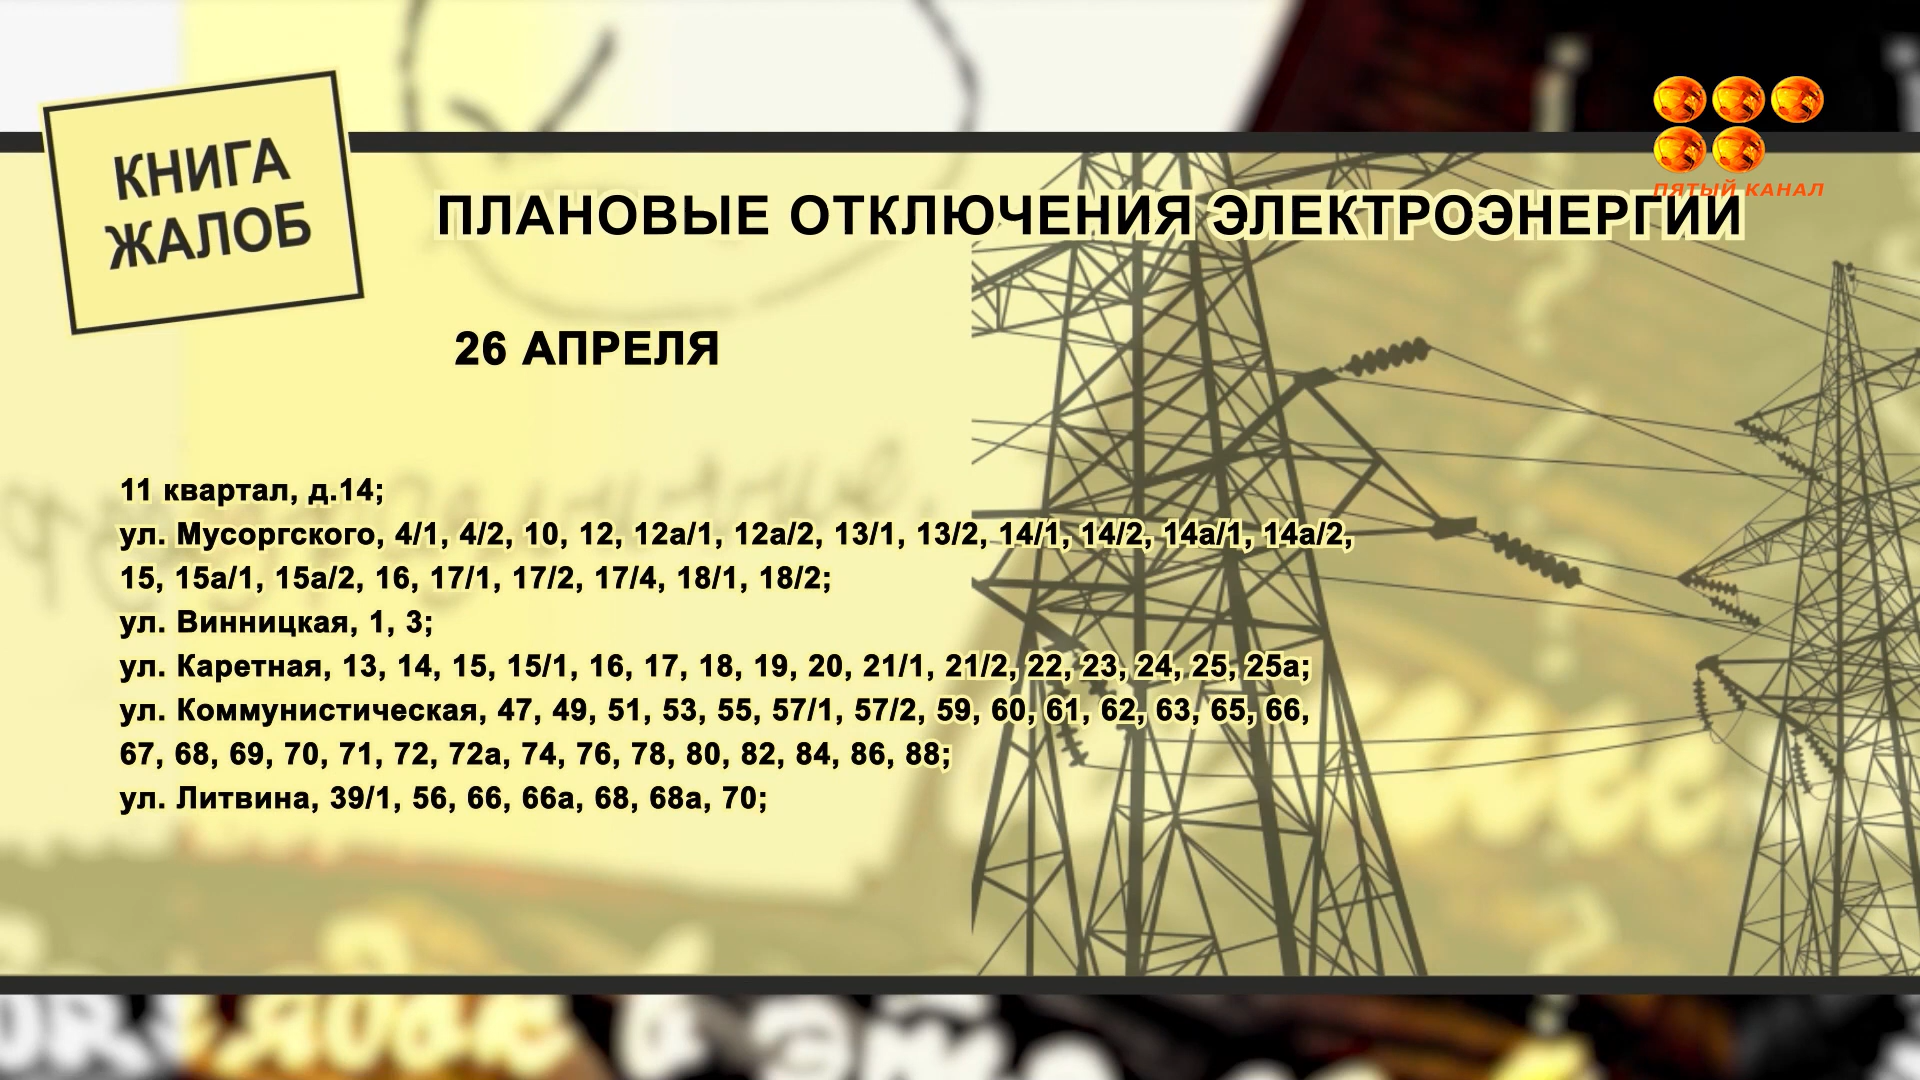 КНИГА
ЖАЛОБ
ПЯТЫЙ КАНАЛ
ПЛАНОВЫЕ ОТКЛЮЧЕНИЯ ЭЛЕКТРОЭНЕРГИИ
26 АПРЕЛЯ
11 квартал, д.14;
ул. Мусоргского, 4/1, 4/2, 10, 12, 12а/1, 12а/2, 13/1, 13/2, 14/1, 14/2, 14а/1, 14а/2,
15, 15а/1, 15а/2, 16, 17/1, 17/2, 17/4, 18/1, 18/2;
ул. Винницкая, 1, 3;
ул. Каретная, 13, 14, 15, 15/1, 16, 17, 18, 19, 20, 21/1, 21/2, 22, 23, 24, 25, 25а;
ул. Коммунистическая, 47, 49, 51, 53, 55, 57/1, 57/2, 59, 60, 61, 62, 63, 65, 66,
67, 68, 69, 70, 71, 72, 72а, 74, 76, 78, 80, 82, 84, 86, 88;
ул. Литвина, 39/1, 56, 66, 66а, 68, 68а, 70;